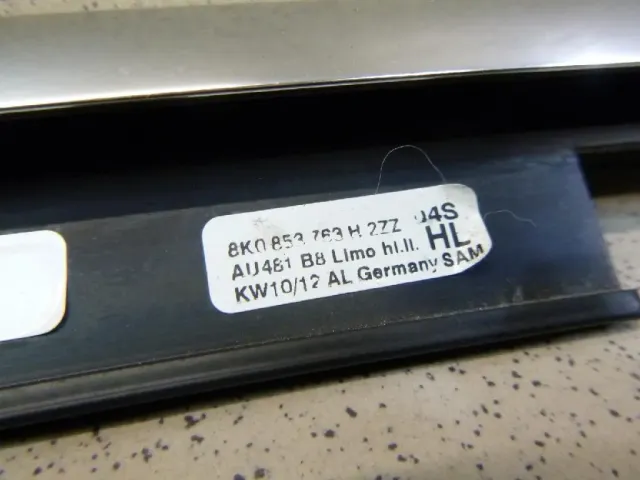 8K0 853 763 H 2ZZ 04S
AU481 B8 Limo hi.li. HL
KW10/12 AL Germany SAM